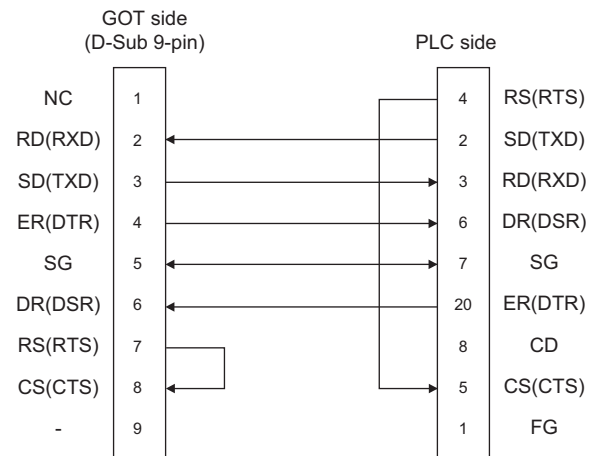 GOT side
(D-Sub 9-pin) PLC side
NC 1 4 RS(RTS)
RD(RXD) 2 2 SD(TXD)
SD(TXD) 3 3 RD(RXD)
ER(DTR) 4 6 DR(DSR)
SG 5 7 SG
DR(DSR) 6 20 ER(DTR)
RS(RTS) 7 8 CD
CS(CTS) 8 5 CS(CTS)
- 9 1 FG